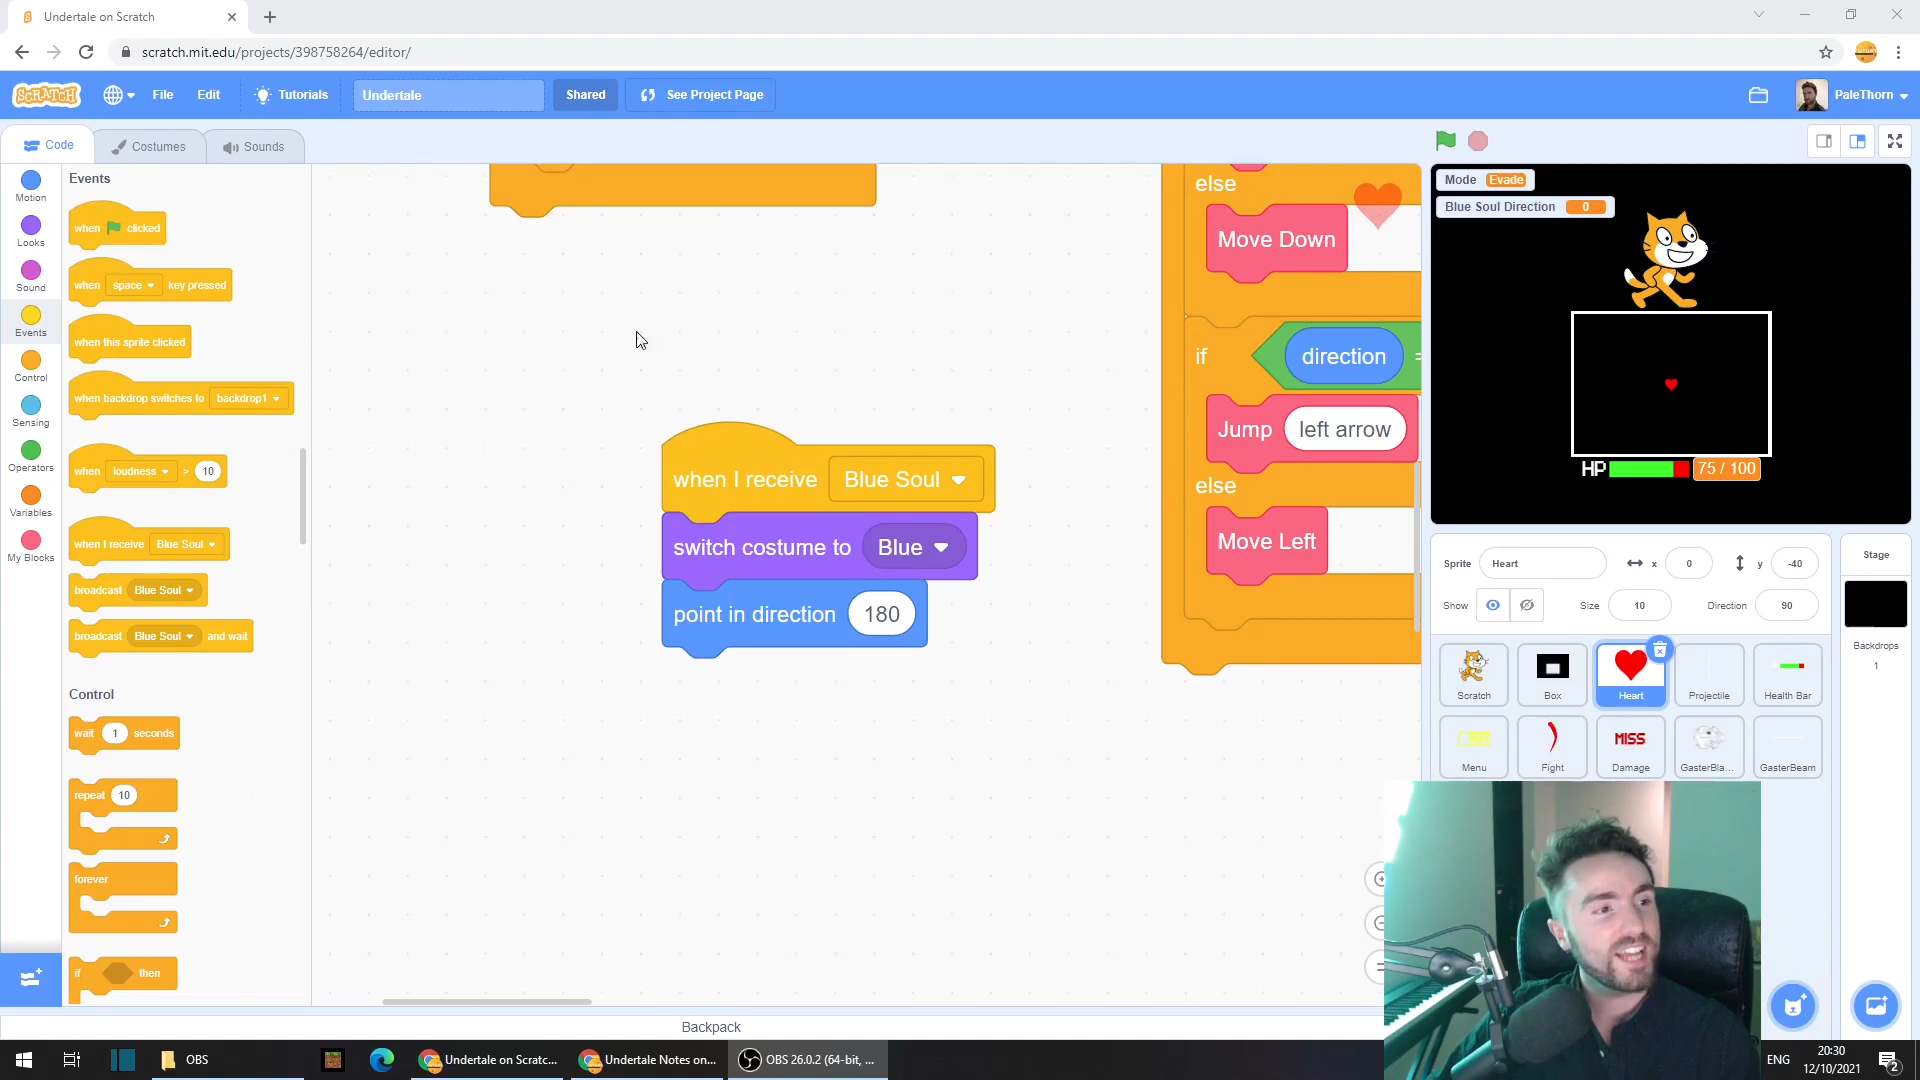 Undertale on Scratch
scratch.mit.edu/projects/398758264/editor/
SCRATCH
File
Edit
Tutorials
Undertale
Shared
See Project Page
PaleThorn
Code
Costumes
Sounds
Motion
Looks
Sound
Events
Control
Sensing
Operators
Variables
My Blocks
Events
when clicked
when space key pressed
when this sprite clicked
when backdrop switches to backdrop1
when loudness > 10
when I receive Blue Soul
broadcast Blue Soul
broadcast Blue Soul and wait
Control
wait 1 seconds
repeat 10
forever
if then
when I receive Blue Soul
switch costume to Blue
point in direction 180
else
Move Down
if direction =
Jump left arrow
else
Move Left
Mode Evade
Blue Soul Direction 0
HP 75 / 100
Sprite Heart x 0 y -40
Show Size 10 Direction 90
Scratch
Box
Heart
Projectile
Health Bar
Menu
Fight
MISS
Damage
GasterBla...
GasterBeam
Stage
Backdrops
1
Backpack
OBS
Undertale on Scratc...
Undertale Notes on...
OBS 26.0.2 (64-bit, ...
ENG
20:30
12/10/2021
2